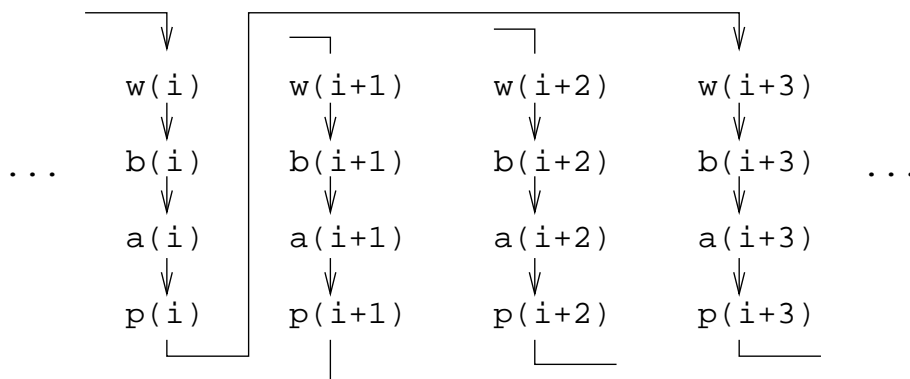 w(i) w(i+1) w(i+2) w(i+3)
... b(i) b(i+1) b(i+2) b(i+3) ...
a(i) a(i+1) a(i+2) a(i+3)
p(i) p(i+1) p(i+2) p(i+3)